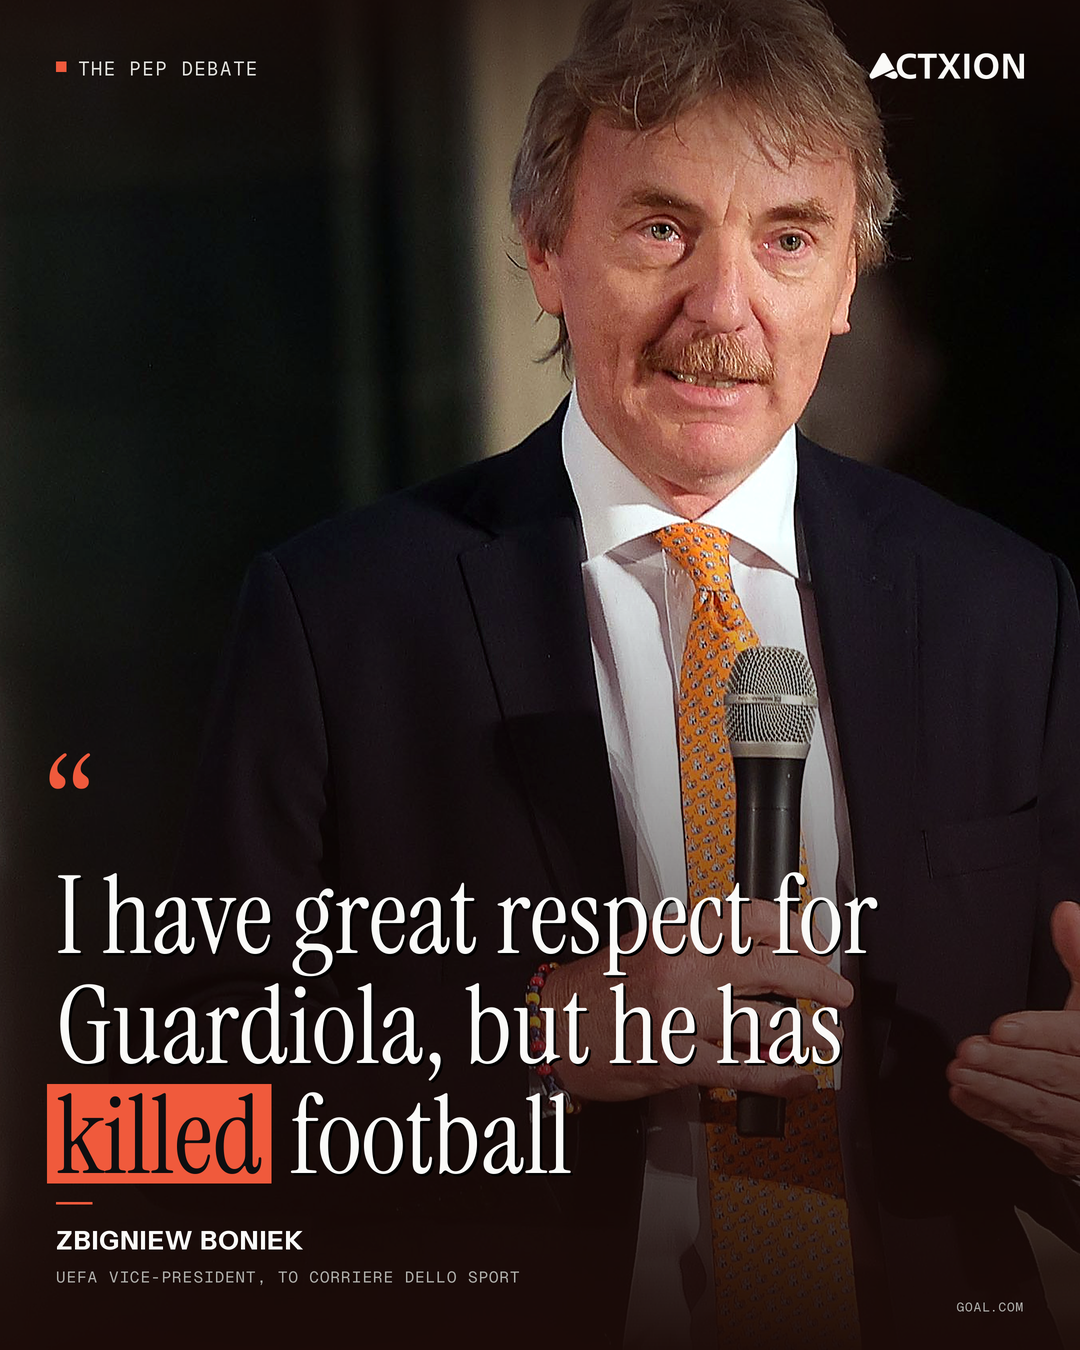 THE PEP DEBATE
ACTXION
“
I have great respect for
Guardiola, but he has
killed football
ZBIGNIEW BONIEK
UEFA VICE-PRESIDENT, TO CORRIERE DELLO SPORT
GOAL.COM